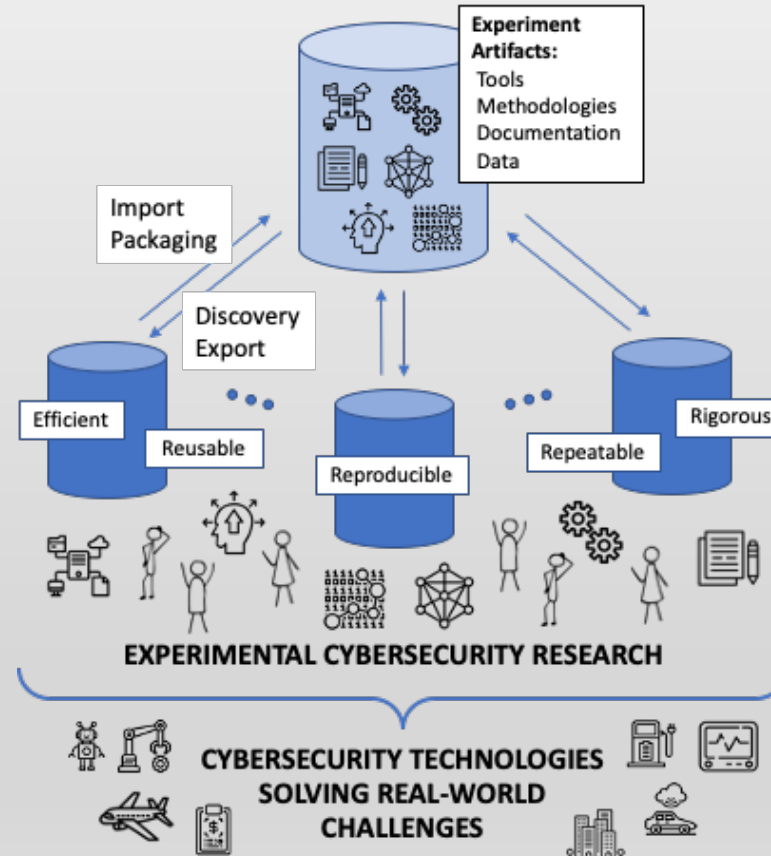 Experiment
Artifacts:
Tools
Methodologies
Documentation
Data
Import
Packaging
Discovery
Export
Efficient
Reusable
Reproducible
Repeatable
Rigorous
EXPERIMENTAL CYBERSECURITY RESEARCH
CYBERSECURITY TECHNOLOGIES
SOLVING REAL-WORLD
CHALLENGES